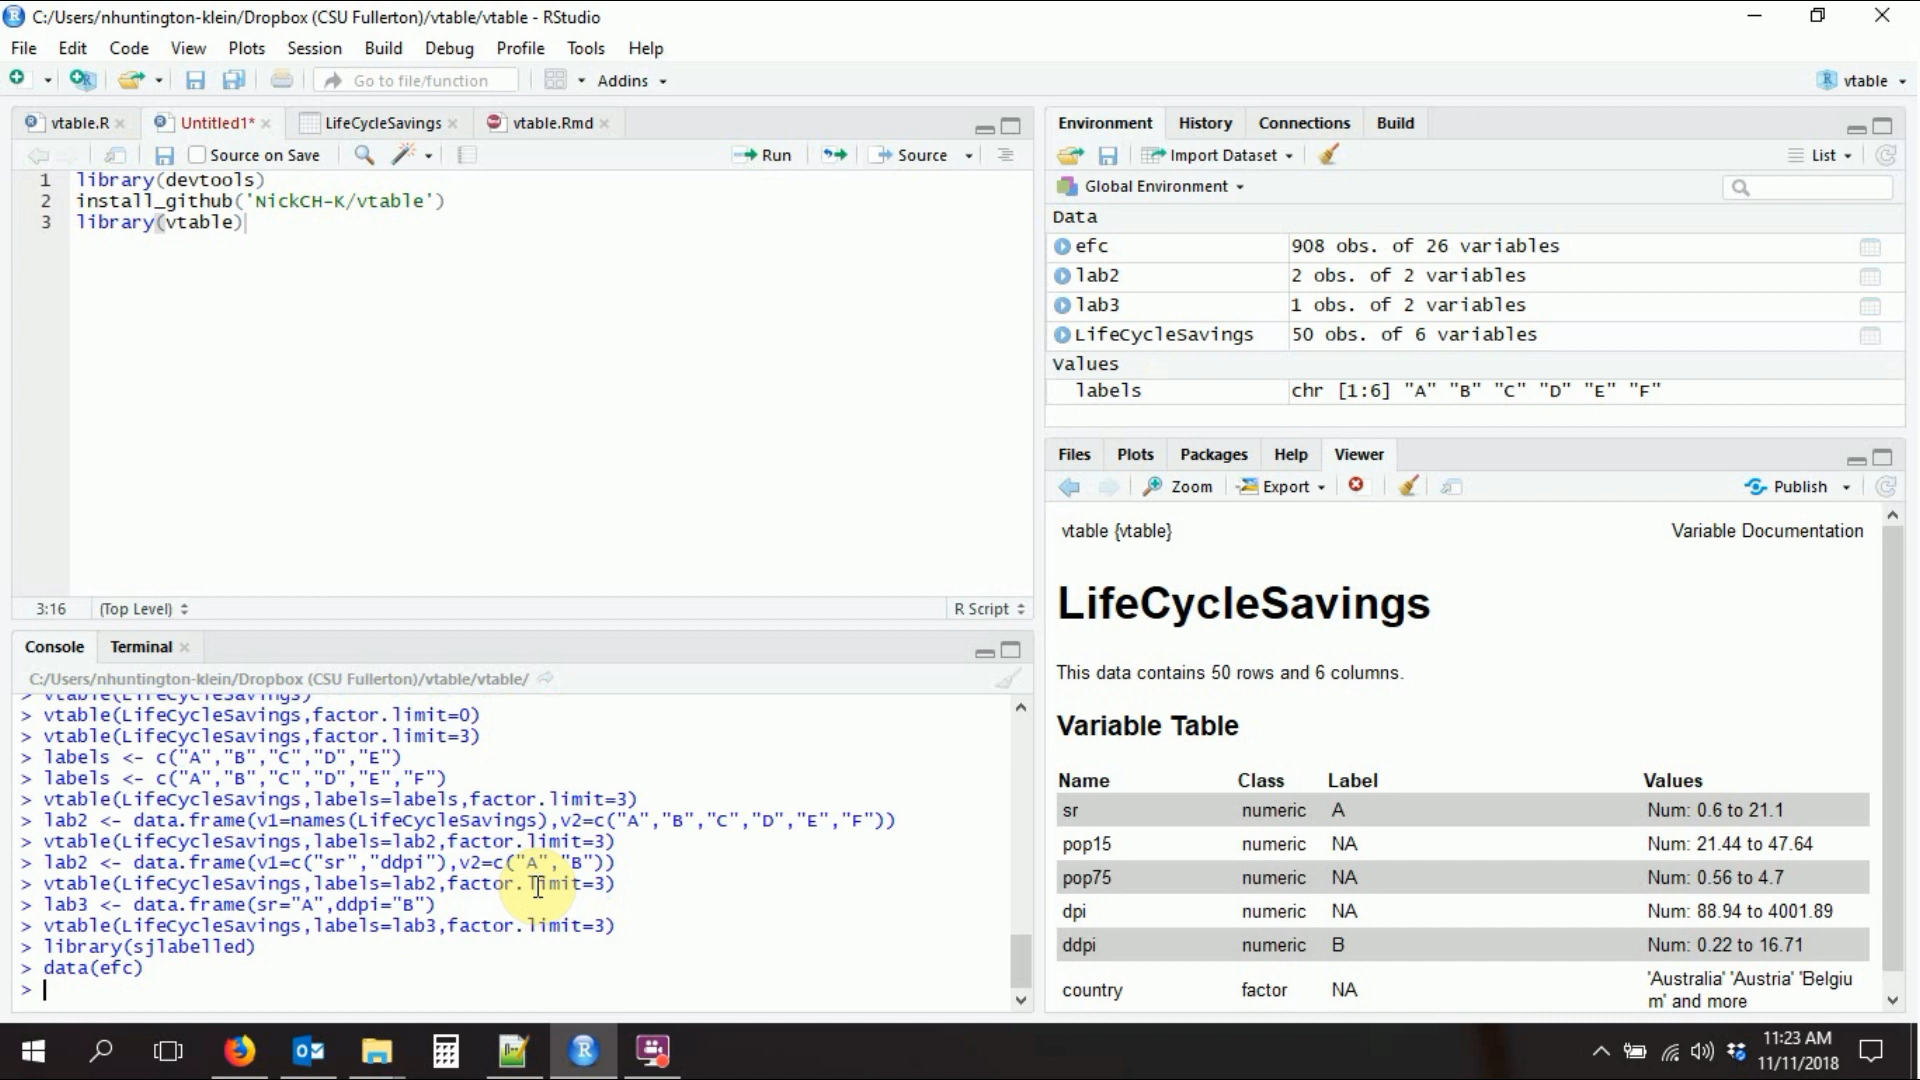 C:/Users/nhuntington-klein/Dropbox (CSU Fullerton)/vtable/vtable - RStudio
File Edit Code View Plots Session Build Debug Profile Tools Help
Go to file/function Addins vtable
vtable.R Untitled1* LifeCycleSavings vtable.Rmd
Source on Save Run Source
1 library(devtools)
2 install_github('NickCH-K/vtable')
3 library(vtable)
3:16 (Top Level) R Script
Console Terminal
C:/Users/nhuntington-klein/Dropbox (CSU Fullerton)/vtable/vtable/
> vtable(LifeCycleSavings)
> vtable(LifeCycleSavings,factor.limit=0)
> vtable(LifeCycleSavings,factor.limit=3)
> labels <- c("A","B","C","D","E")
> labels <- c("A","B","C","D","E","F")
> vtable(LifeCycleSavings,labels=labels,factor.limit=3)
> lab2 <- data.frame(v1=names(LifeCycleSavings),v2=c("A","B","C","D","E","F"))
> vtable(LifeCycleSavings,labels=lab2,factor.limit=3)
> lab2 <- data.frame(v1=c("sr","ddpi"),v2=c("A","B"))
> vtable(LifeCycleSavings,labels=lab2,factor.limit=3)
> lab3 <- data.frame(sr="A",ddpi="B")
> vtable(LifeCycleSavings,labels=lab3,factor.limit=3)
> library(sjlabelled)
> data(efc)
>
Environment History Connections Build
Import Dataset List
Global Environment
Data
efc 908 obs. of 26 variables
lab2 2 obs. of 2 variables
lab3 1 obs. of 2 variables
LifeCycleSavings 50 obs. of 6 variables
Values
labels chr [1:6] "A" "B" "C" "D" "E" "F"
Files Plots Packages Help Viewer
Zoom Export Publish
vtable {vtable} Variable Documentation
LifeCycleSavings
This data contains 50 rows and 6 columns.
Variable Table
Name Class Label Values
sr numeric A Num: 0.6 to 21.1
pop15 numeric NA Num: 21.44 to 47.64
pop75 numeric NA Num: 0.56 to 4.7
dpi numeric NA Num: 88.94 to 4001.89
ddpi numeric B Num: 0.22 to 16.71
country factor NA 'Australia' 'Austria' 'Belgiu
m' and more
11:23 AM
11/11/2018